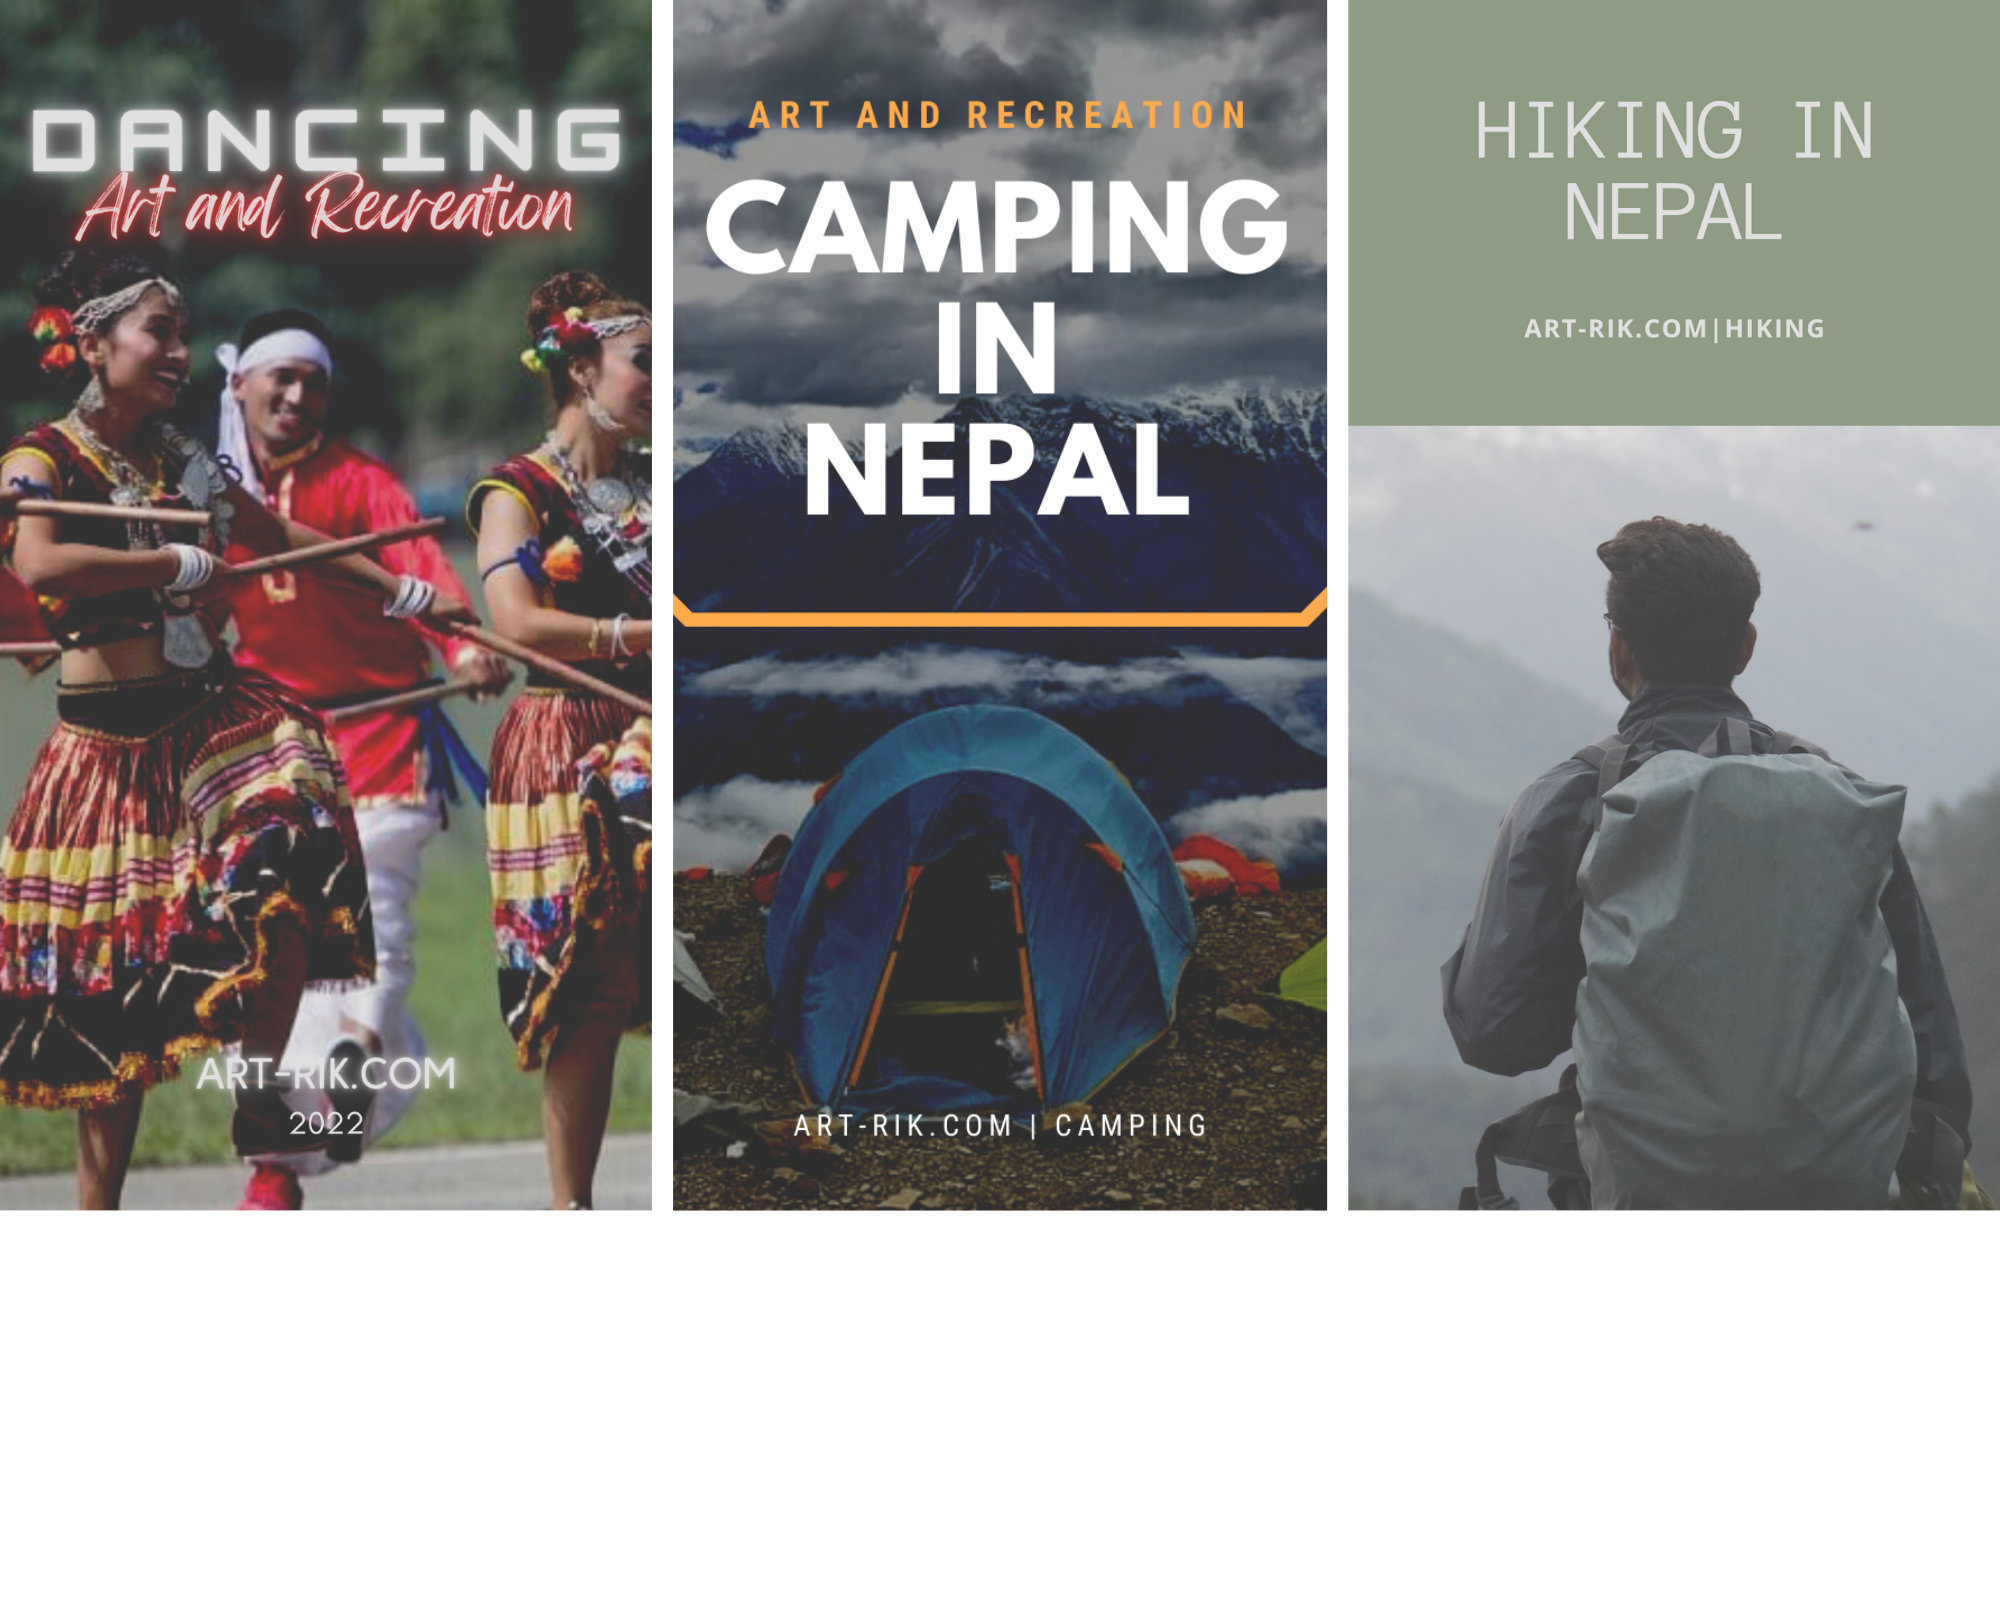 DANCING
Art and Recreation
ART-RIK.COM
2022
ART AND RECREATION
CAMPING
IN
NEPAL
ART-RIK.COM | CAMPING
HIKING IN
NEPAL
ART-RIK.COM|HIKING